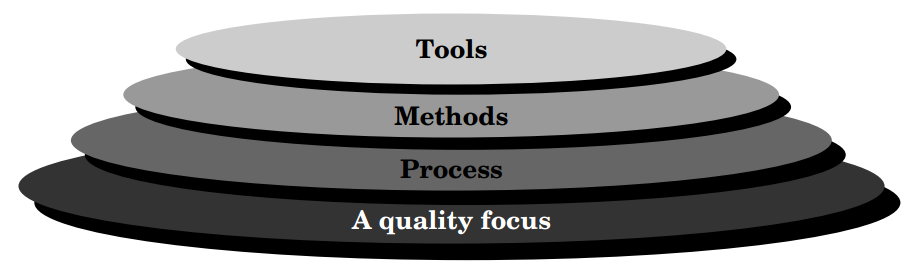 Tools
Methods
Process
A quality focus